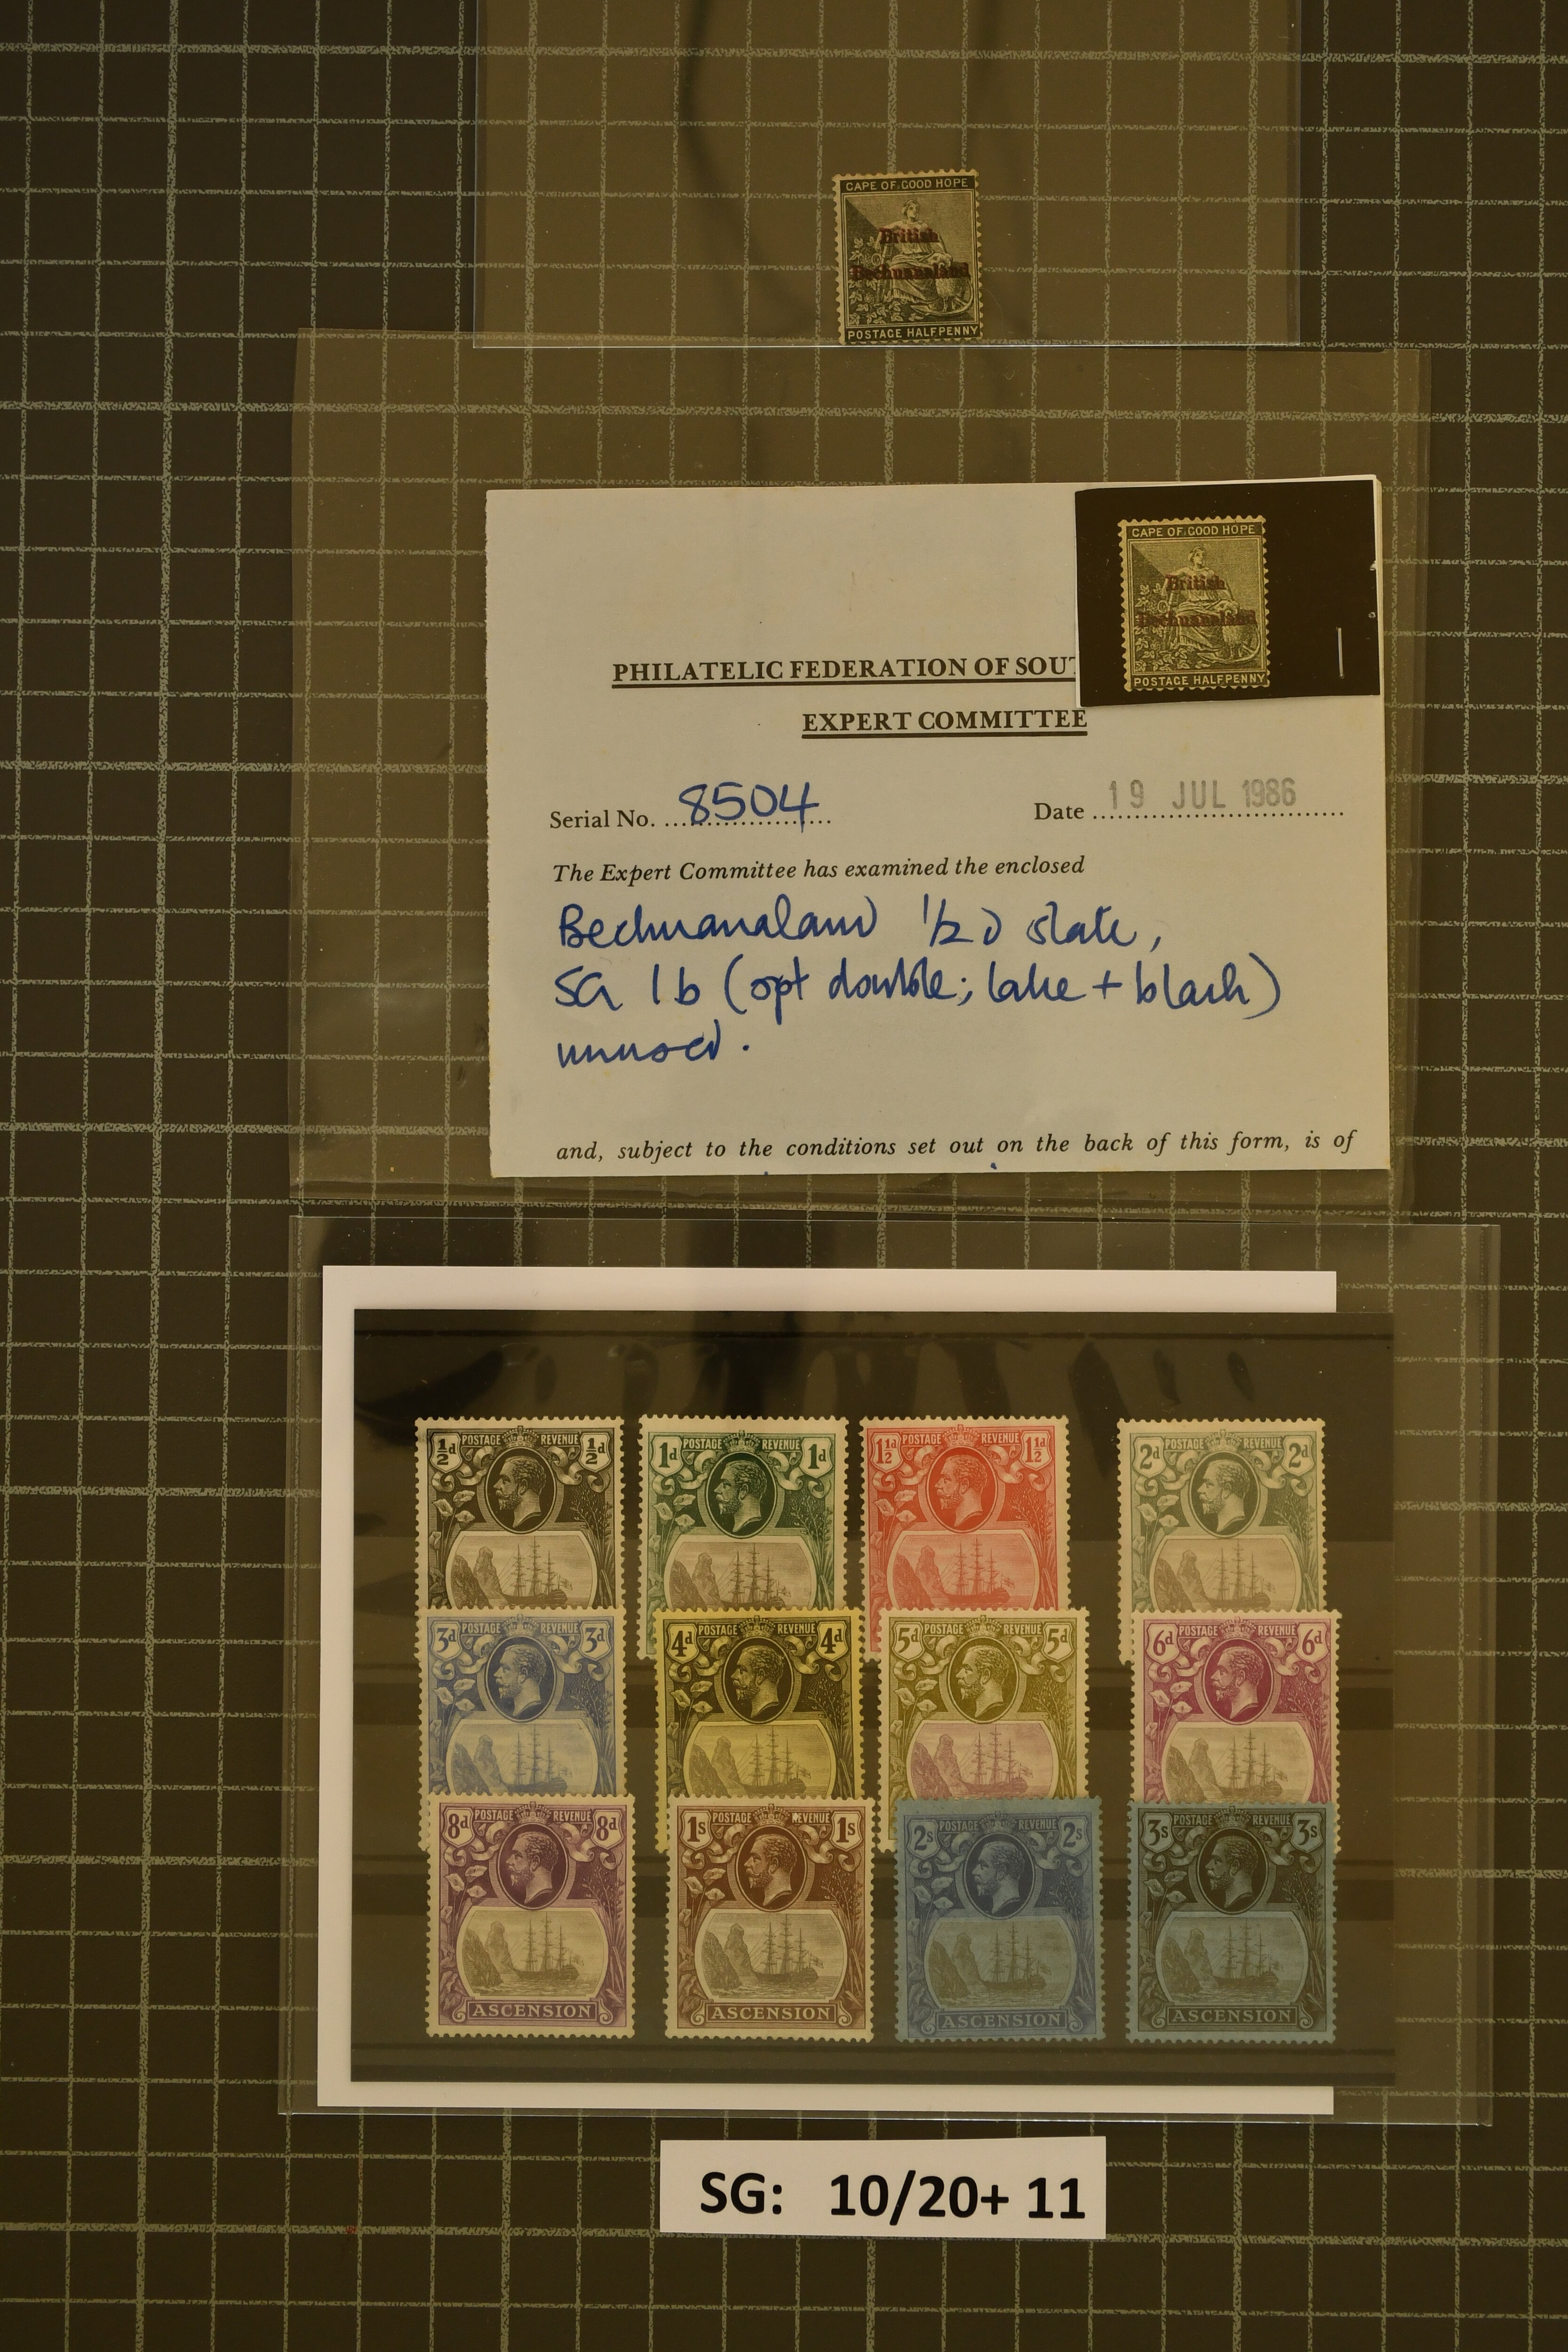 CAPE OF GOOD HOPE
British
Bechuanaland
POSTAGE HALFPENNY
CAPE OF GOOD HOPE
British
Bechuanaland
POSTAGE HALFPENNY
PHILATELIC FEDERATION OF SOUT
EXPERT COMMITTEE
Serial No. ... 8504 ...
Date ... 19 JUL 1986 ...
The Expert Committee has examined the enclosed
Bechuanaland 1/2 d slate,
SG 1b (opt double; lake + black)
unused.
and, subject to the conditions set out on the back of this form, is of
½d POSTAGE REVENUE ½d
1d POSTAGE REVENUE 1d
1½d POSTAGE REVENUE 1½d
2d POSTAGE REVENUE 2d
3d POSTAGE REVENUE 3d
4d POSTAGE REVENUE 4d
5d POSTAGE REVENUE 5d
6d POSTAGE REVENUE 6d
8d POSTAGE REVENUE 8d
ASCENSION
1s POSTAGE REVENUE 1s
ASCENSION
2s POSTAGE REVENUE 2s
ASCENSION
3s POSTAGE REVENUE 3s
ASCENSION
SG: 10/20+ 11